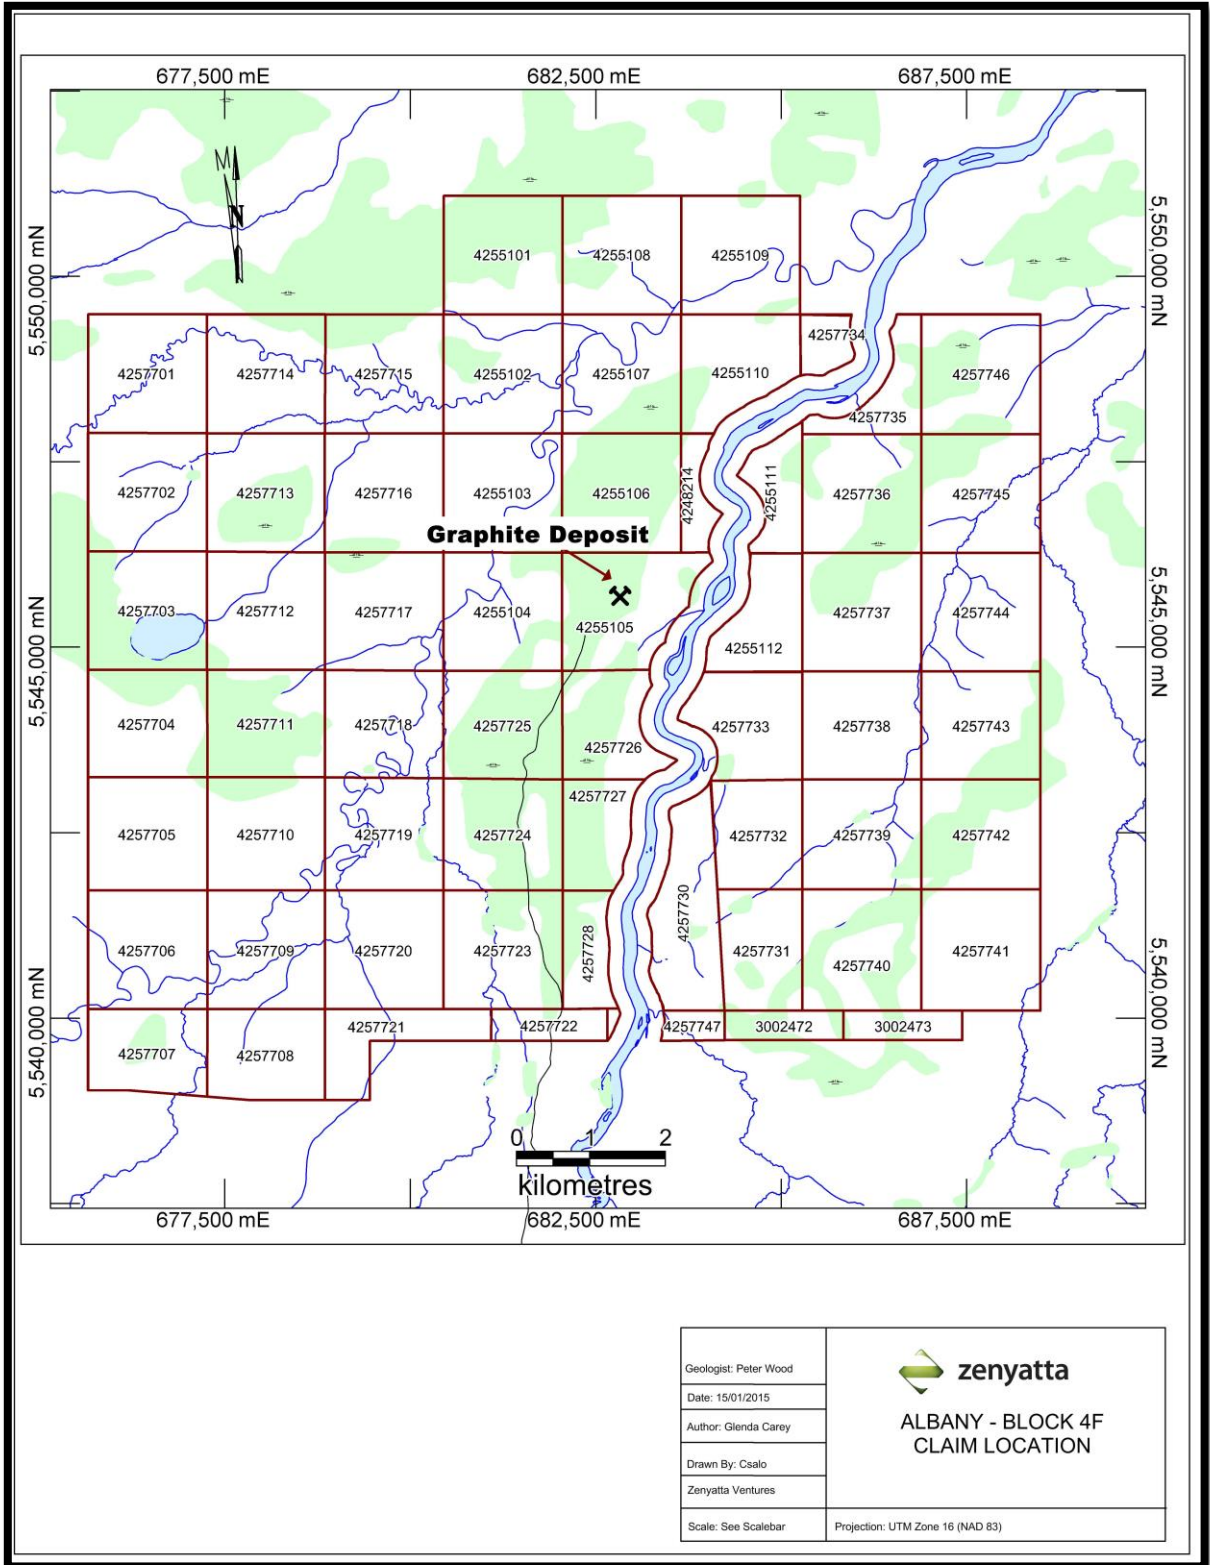 677,500 mE 682,500 mE 687,500 mE
M
N
5,550,000 mN
5,550,000 mN
4255101 4255108 4255109
4257734
4257701 4257714 4257715 4255102 4255107 4255110 4257746
4257735
4257702 4257713 4257716 4255103 4255106 4248214 4255111 4257736 4257745
Graphite Deposit
5,545,000 mN
5,545,000 mN
4257703 4257712 4257717 4255104 4257737 4257744
4255105
4255112
4257704 4257711 4257718 4257725 4257733 4257738 4257743
4257726
4257727
4257705 4257710 4257719 4257724 4257732 4257739 4257742
4257730
4257706 4257709 4257720 4257723 4257728 4257731 4257740 4257741
5,540,000 mN
5,540,000 mN
4257721 4257722 4257747 3002472 3002473
4257707 4257708
0 1 2
kilometres
677,500 mE 682,500 mE 687,500 mE
Geologist: Peter Wood
Date: 15/01/2015
Author: Glenda Carey
Drawn By: Csalo
Zenyatta Ventures
Scale: See Scalebar
zenyatta
ALBANY - BLOCK 4F
CLAIM LOCATION
Projection: UTM Zone 16 (NAD 83)